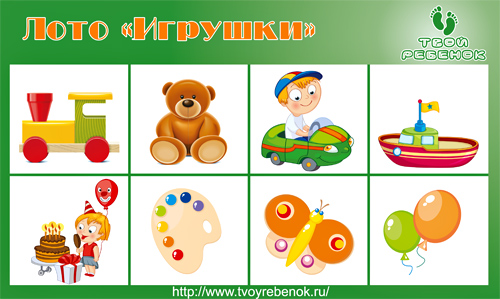 Лото «Игрушки»
ТВОЙ
РЕБЕНОК
http://www.tvoyrebenok.ru/